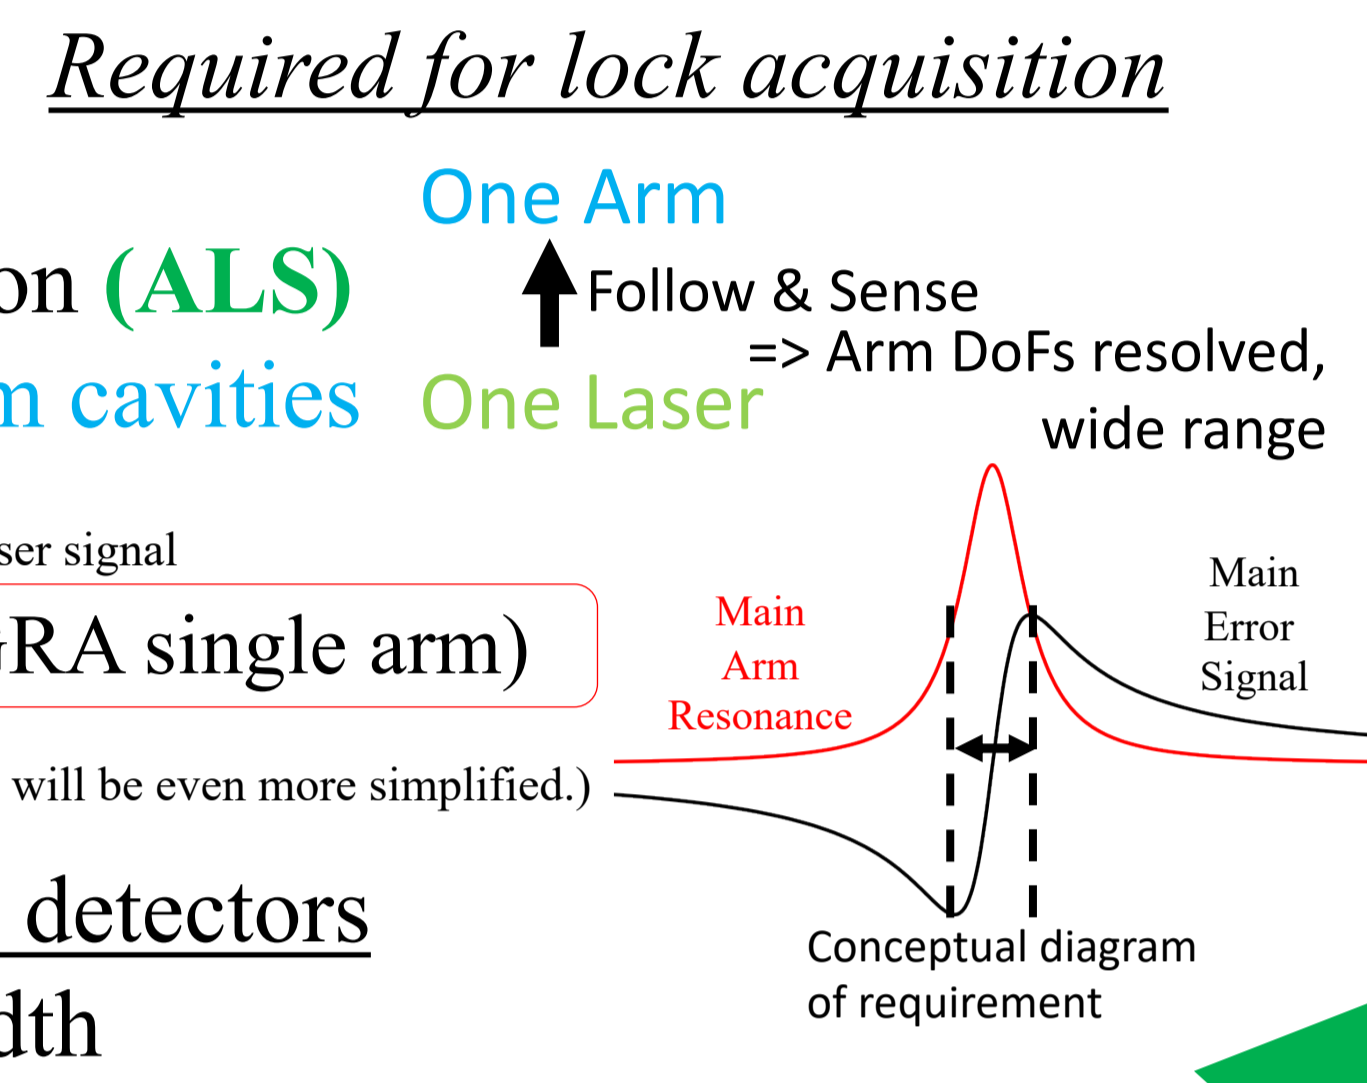 Required for lock acquisition
One Arm
on (ALS)
Follow & Sense
=> Arm DoFs resolved,
m cavities
One Laser
wide range
ser signal
GRA single arm)
Main
Arm
Resonance
Main
Error
Signal
will be even more simplified.)
detectors
Conceptual diagram
of requirement
dth